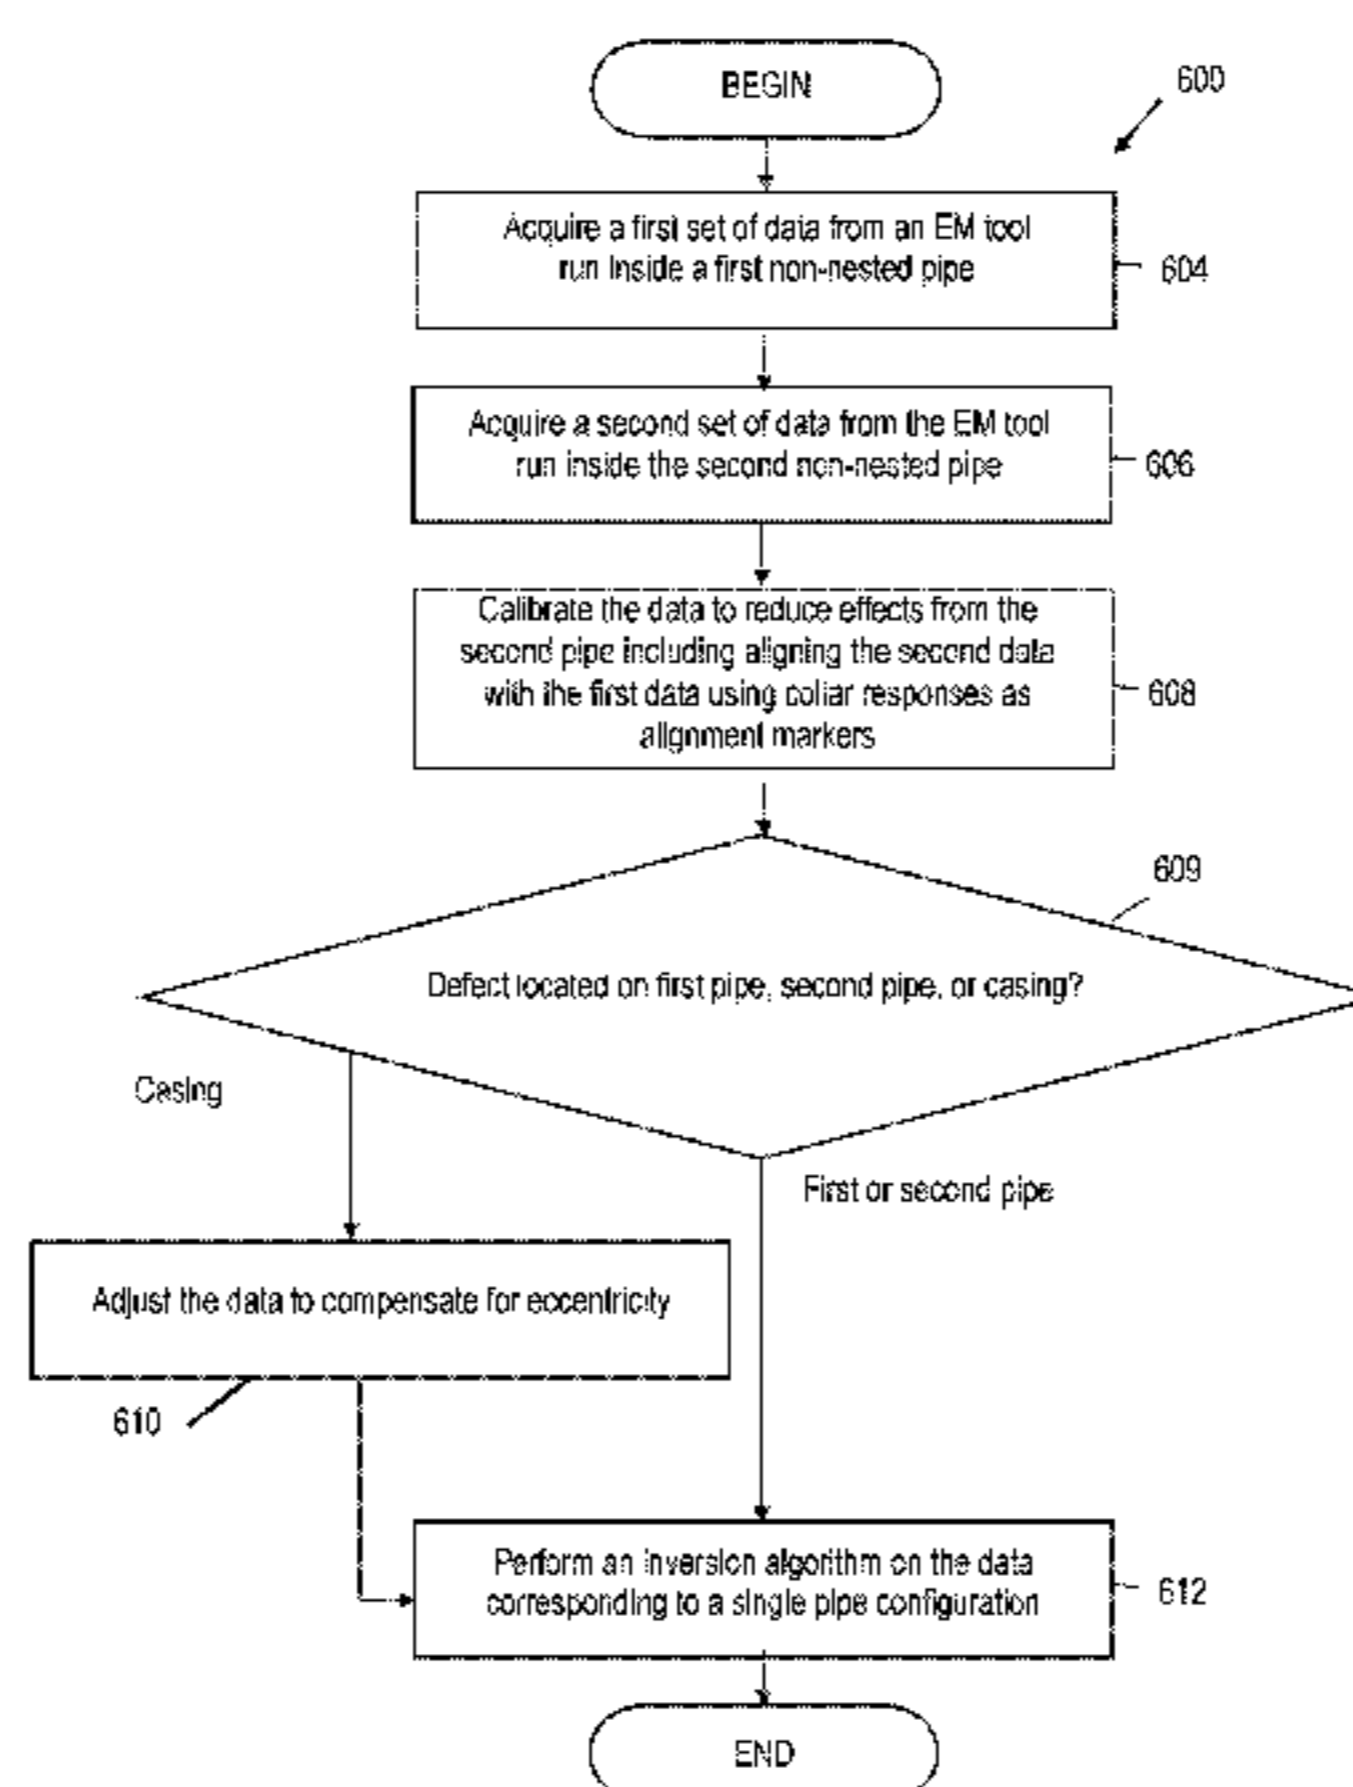 BEGIN
600
Acquire a first set of data from an EM tool
run inside a first non-nested pipe
604
Acquire a second set of data from the EM tool
run inside the second non-nested pipe
606
Calibrate the data to reduce effects from the
second pipe including aligning the second data
with the first data using collar responses as
alignment markers
608
609
Defect located on first pipe, second pipe, or casing?
Casing
First or second pipe
Adjust the data to compensate for eccentricity
610
Perform an inversion algorithm on the data
corresponding to a single pipe configuration
612
END